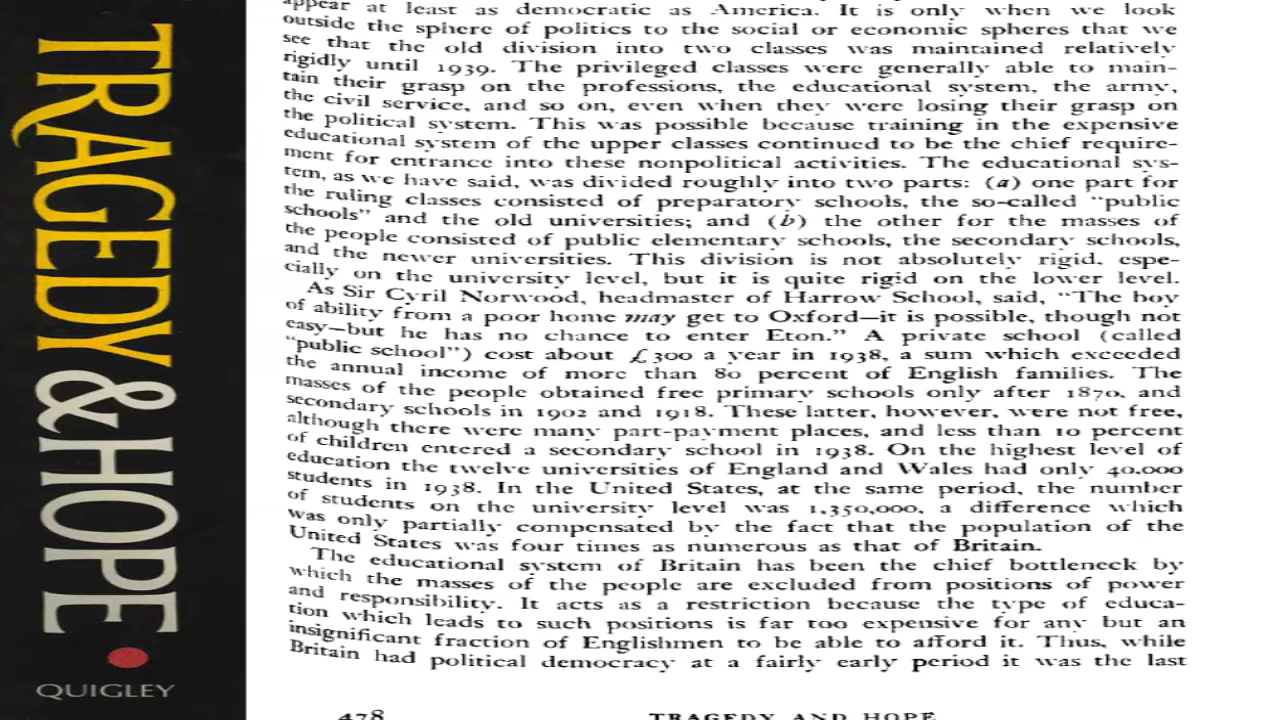 TRAGEDY & HOPE
QUIGLEY
appear at least as democratic as America. It is only when we look
outside the sphere of politics to the social or economic spheres that we
see that the old division into two classes was maintained relatively
rigidly until 1939. The privileged classes were generally able to main-
tain their grasp on the professions, the educational system, the army,
the civil service, and so on, even when they were losing their grasp on
the political system. This was possible because training in the expensive
educational system of the upper classes continued to be the chief require-
ment for entrance into these nonpolitical activities. The educational sys-
tem, as we have said, was divided roughly into two parts: (a) one part for
the ruling classes consisted of preparatory schools, the so-called "public
schools" and the old universities; and (b) the other for the masses of
the people consisted of public elementary schools, the secondary schools,
and the newer universities. This division is not absolutely rigid, espe-
cially on the university level, but it is quite rigid on the lower level.
As Sir Cyril Norwood, headmaster of Harrow School, said, "The boy
of ability from a poor home may get to Oxford—it is possible, though not
easy—but he has no chance to enter Eton." A private school (called
"public school") cost about £300 a year in 1938, a sum which exceeded
the annual income of more than 80 percent of English families. The
masses of the people obtained free primary schools only after 1870, and
secondary schools in 1902 and 1918. These latter, however, were not free,
although there were many part-payment places, and less than 10 percent
of children entered a secondary school in 1938. On the highest level of
education the twelve universities of England and Wales had only 40,000
students in 1938. In the United States, at the same period, the number
of students on the university level was 1,350,000, a difference which
was only partially compensated by the fact that the population of the
United States was four times as numerous as that of Britain.
The educational system of Britain has been the chief bottleneck by
which the masses of the people are excluded from positions of power
and responsibility. It acts as a restriction because the type of educa-
tion which leads to such positions is far too expensive for any but an
insignificant fraction of Englishmen to be able to afford it. Thus, while
Britain had political democracy at a fairly early period it was the last
478 TRAGEDY AND HOPE